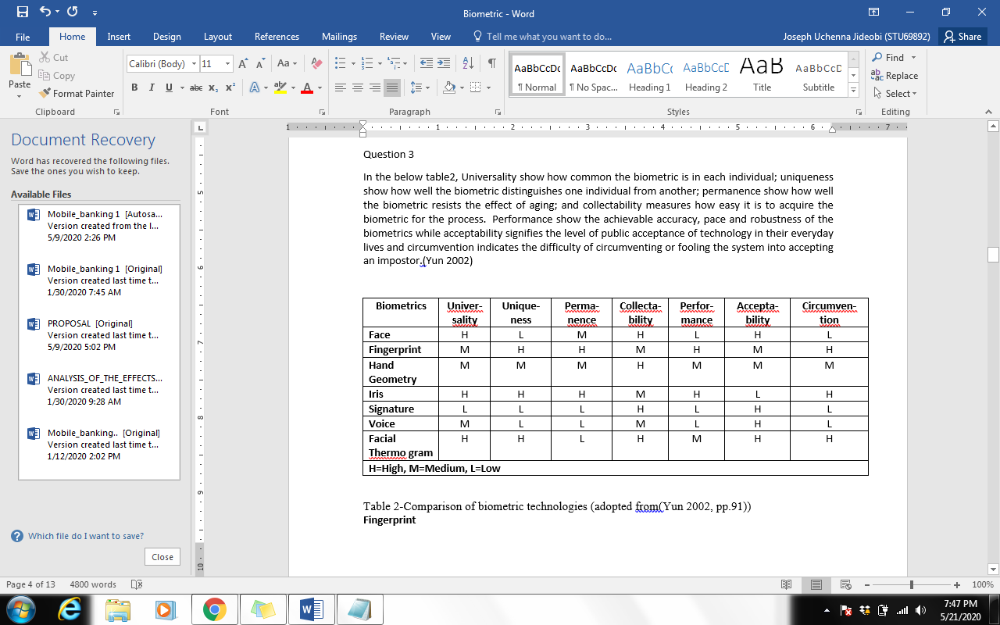 Biometric - Word
File Home Insert Design Layout References Mailings Review View Tell me what you want to do... Joseph Uchenna Jideobi (STU69892) Share
Paste Cut Copy Format Painter
Calibri (Body) 11
AaBbCcDc AaBbCcDc AaBbCc AaBbCcD AaB AaBbCcD
¶ Normal ¶ No Spac... Heading 1 Heading 2 Title Subtitle
Find Replace Select
Clipboard Font Paragraph Styles Editing
Document Recovery
Word has recovered the following files.
Save the ones you wish to keep.
Available Files
Mobile_banking 1 [Autosa...
Version created from the l...
5/9/2020 2:26 PM
Mobile_banking 1 [Original]
Version created last time t...
1/30/2020 7:45 AM
PROPOSAL [Original]
Version created last time t...
5/9/2020 5:02 PM
ANALYSIS_OF_THE_EFFECTS...
Version created last time t...
1/30/2020 9:28 AM
Mobile_banking.. [Original]
Version created last time t...
1/12/2020 2:02 PM
Which file do I want to save?
Close
Question 3
In the below table2, Universality show how common the biometric is in each individual; uniqueness
show how well the biometric distinguishes one individual from another; permanence show how well
the biometric resists the effect of aging; and collectability measures how easy it is to acquire the
biometric for the process. Performance show the achievable accuracy, pace and robustness of the
biometrics while acceptability signifies the level of public acceptance of technology in their everyday
lives and circumvention indicates the difficulty of circumventing or fooling the system into accepting
an impostor.(Yun 2002)
Biometrics Univer- Unique- Perma- Collecta- Perfor- Accepta- Circumven-
sality ness nence bility mance bility tion
Face H L M H L H L
Fingerprint M H H M H M H
Hand M M M H M M M
Geometry
Iris H H H M H L H
Signature L L L H L H L
Voice M L L M L H L
Facial H H L H M H H
Thermo gram
H=High, M=Medium, L=Low
Table 2-Comparison of biometric technologies (adopted from(Yun 2002, pp.91))
Fingerprint
Page 4 of 13 4800 words 100%
7:47 PM
5/21/2020